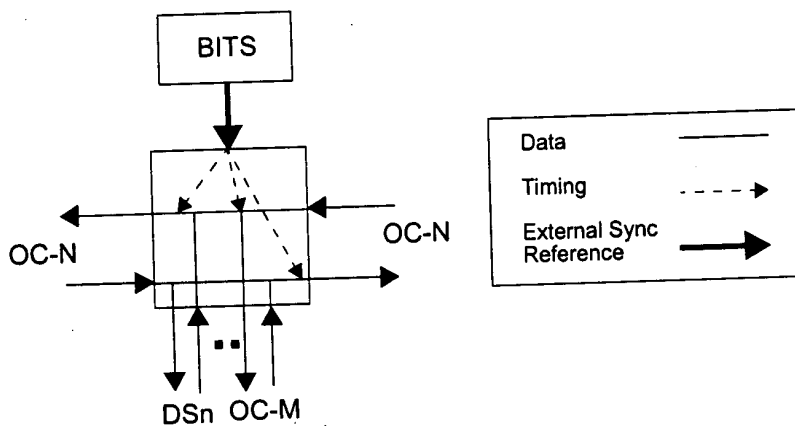 BITS
Data
Timing
External Sync
Reference
OC-N
OC-N
DSn OC-M